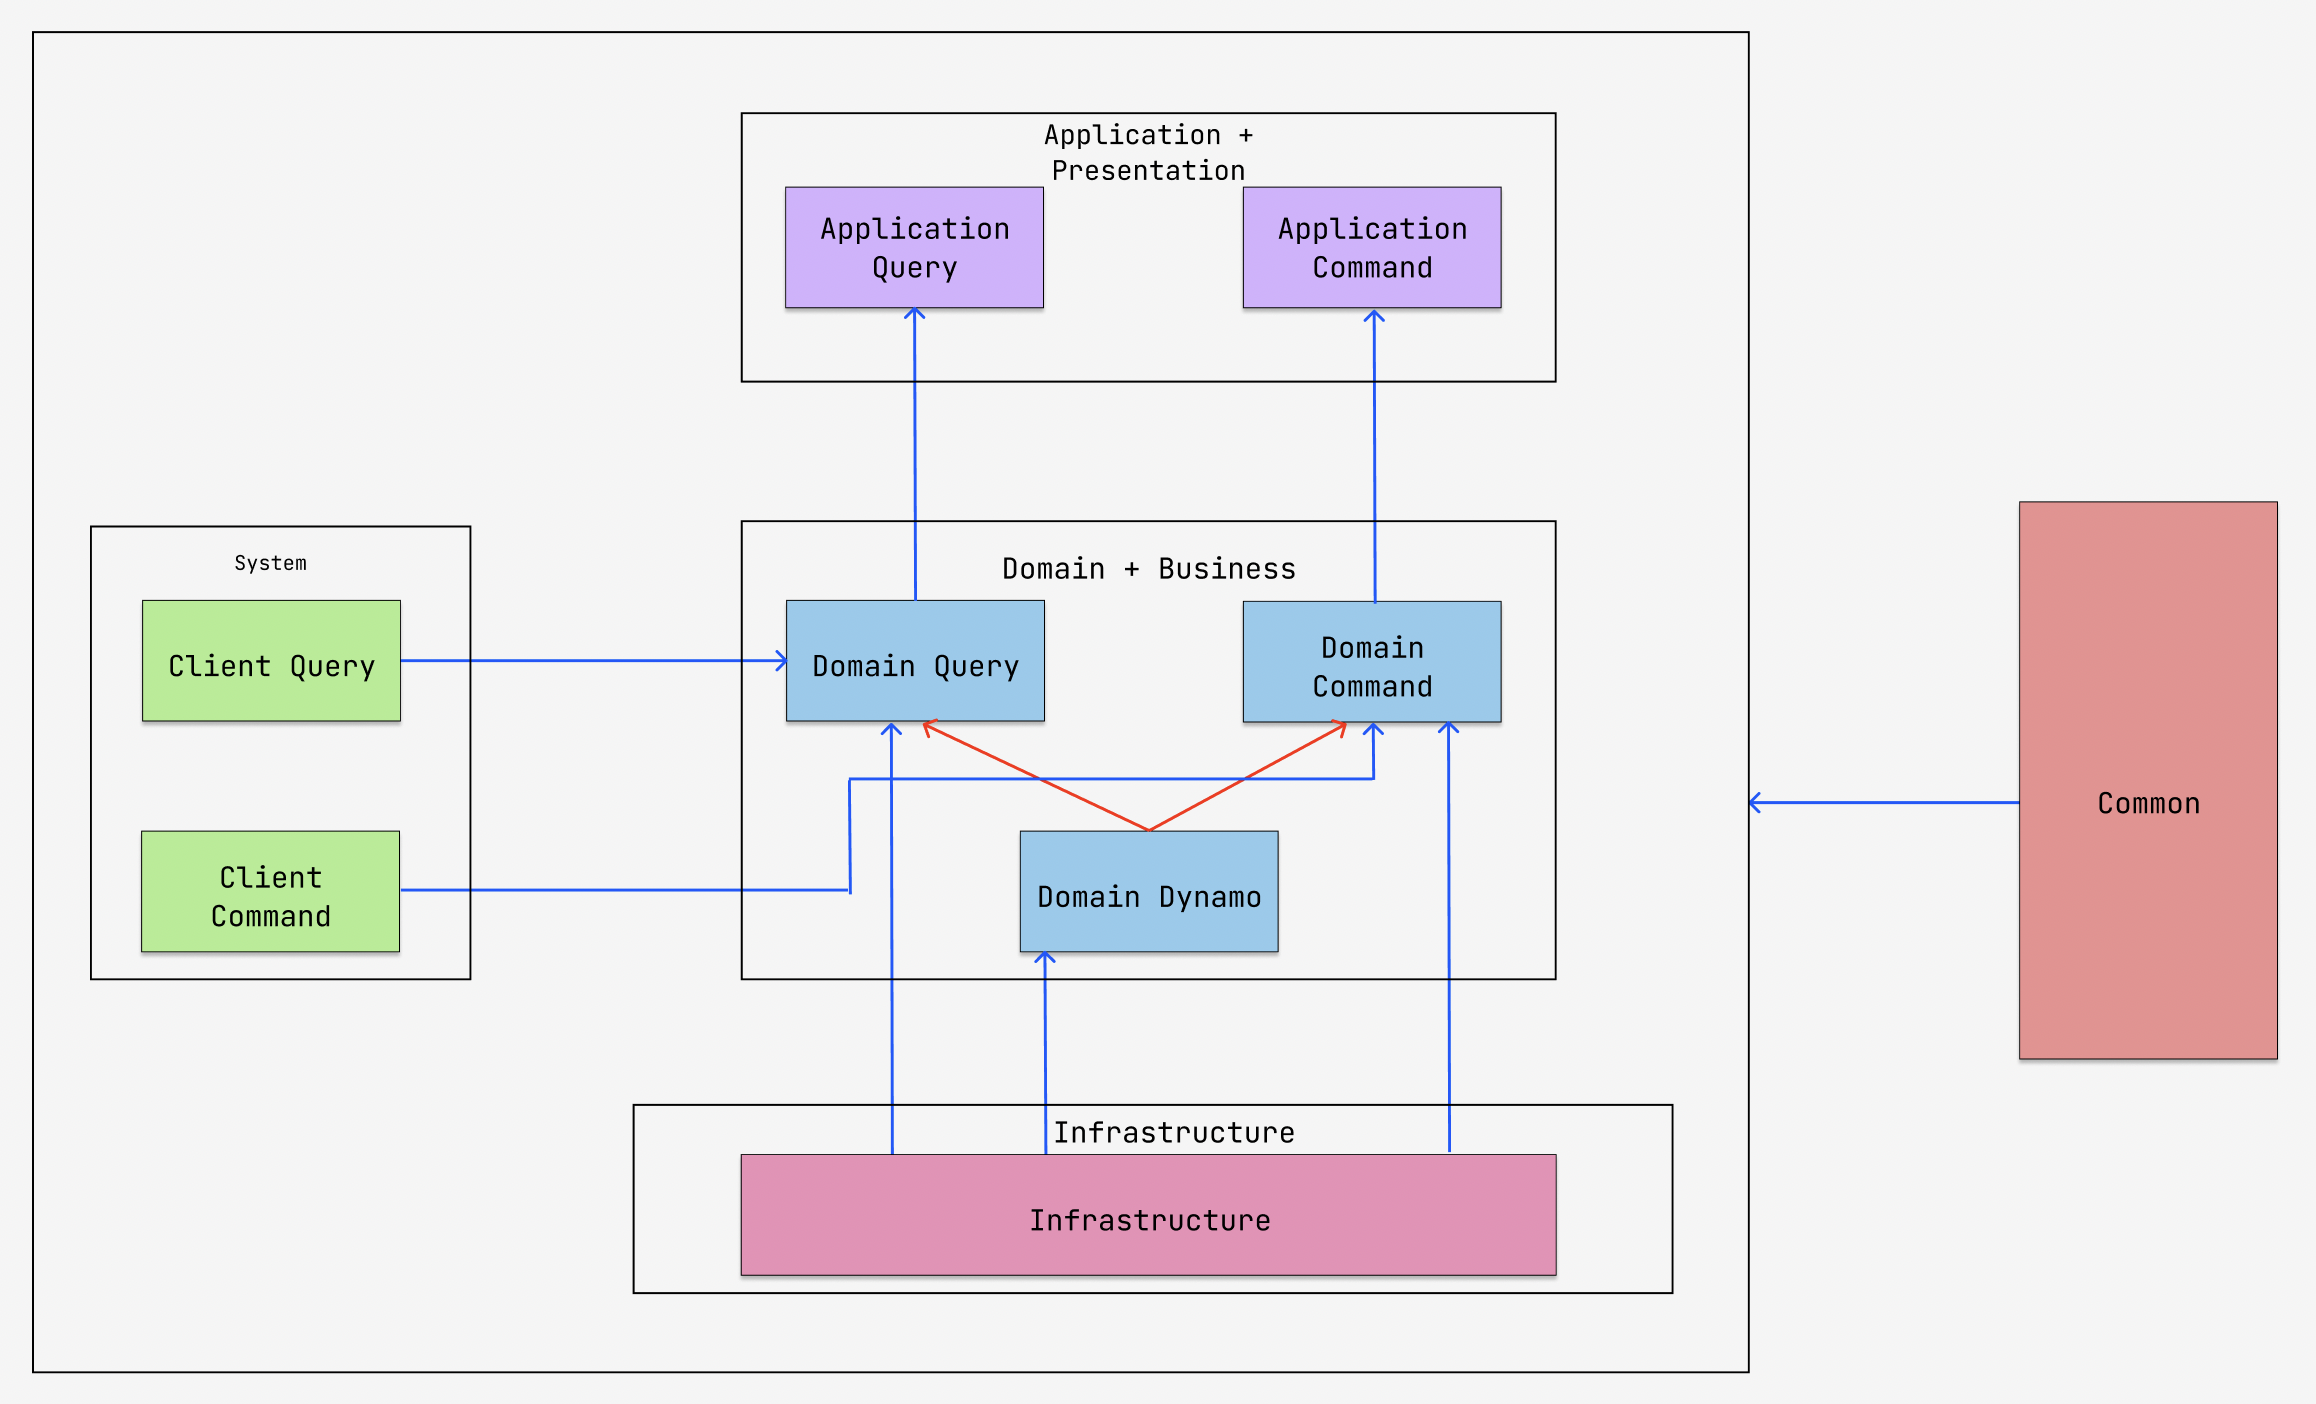 Application +
Presentation
Application
Query
Application
Command
System
Client Query
Client
Command
Domain + Business
Domain Query
Domain
Command
Domain Dynamo
Infrastructure
Infrastructure
Common